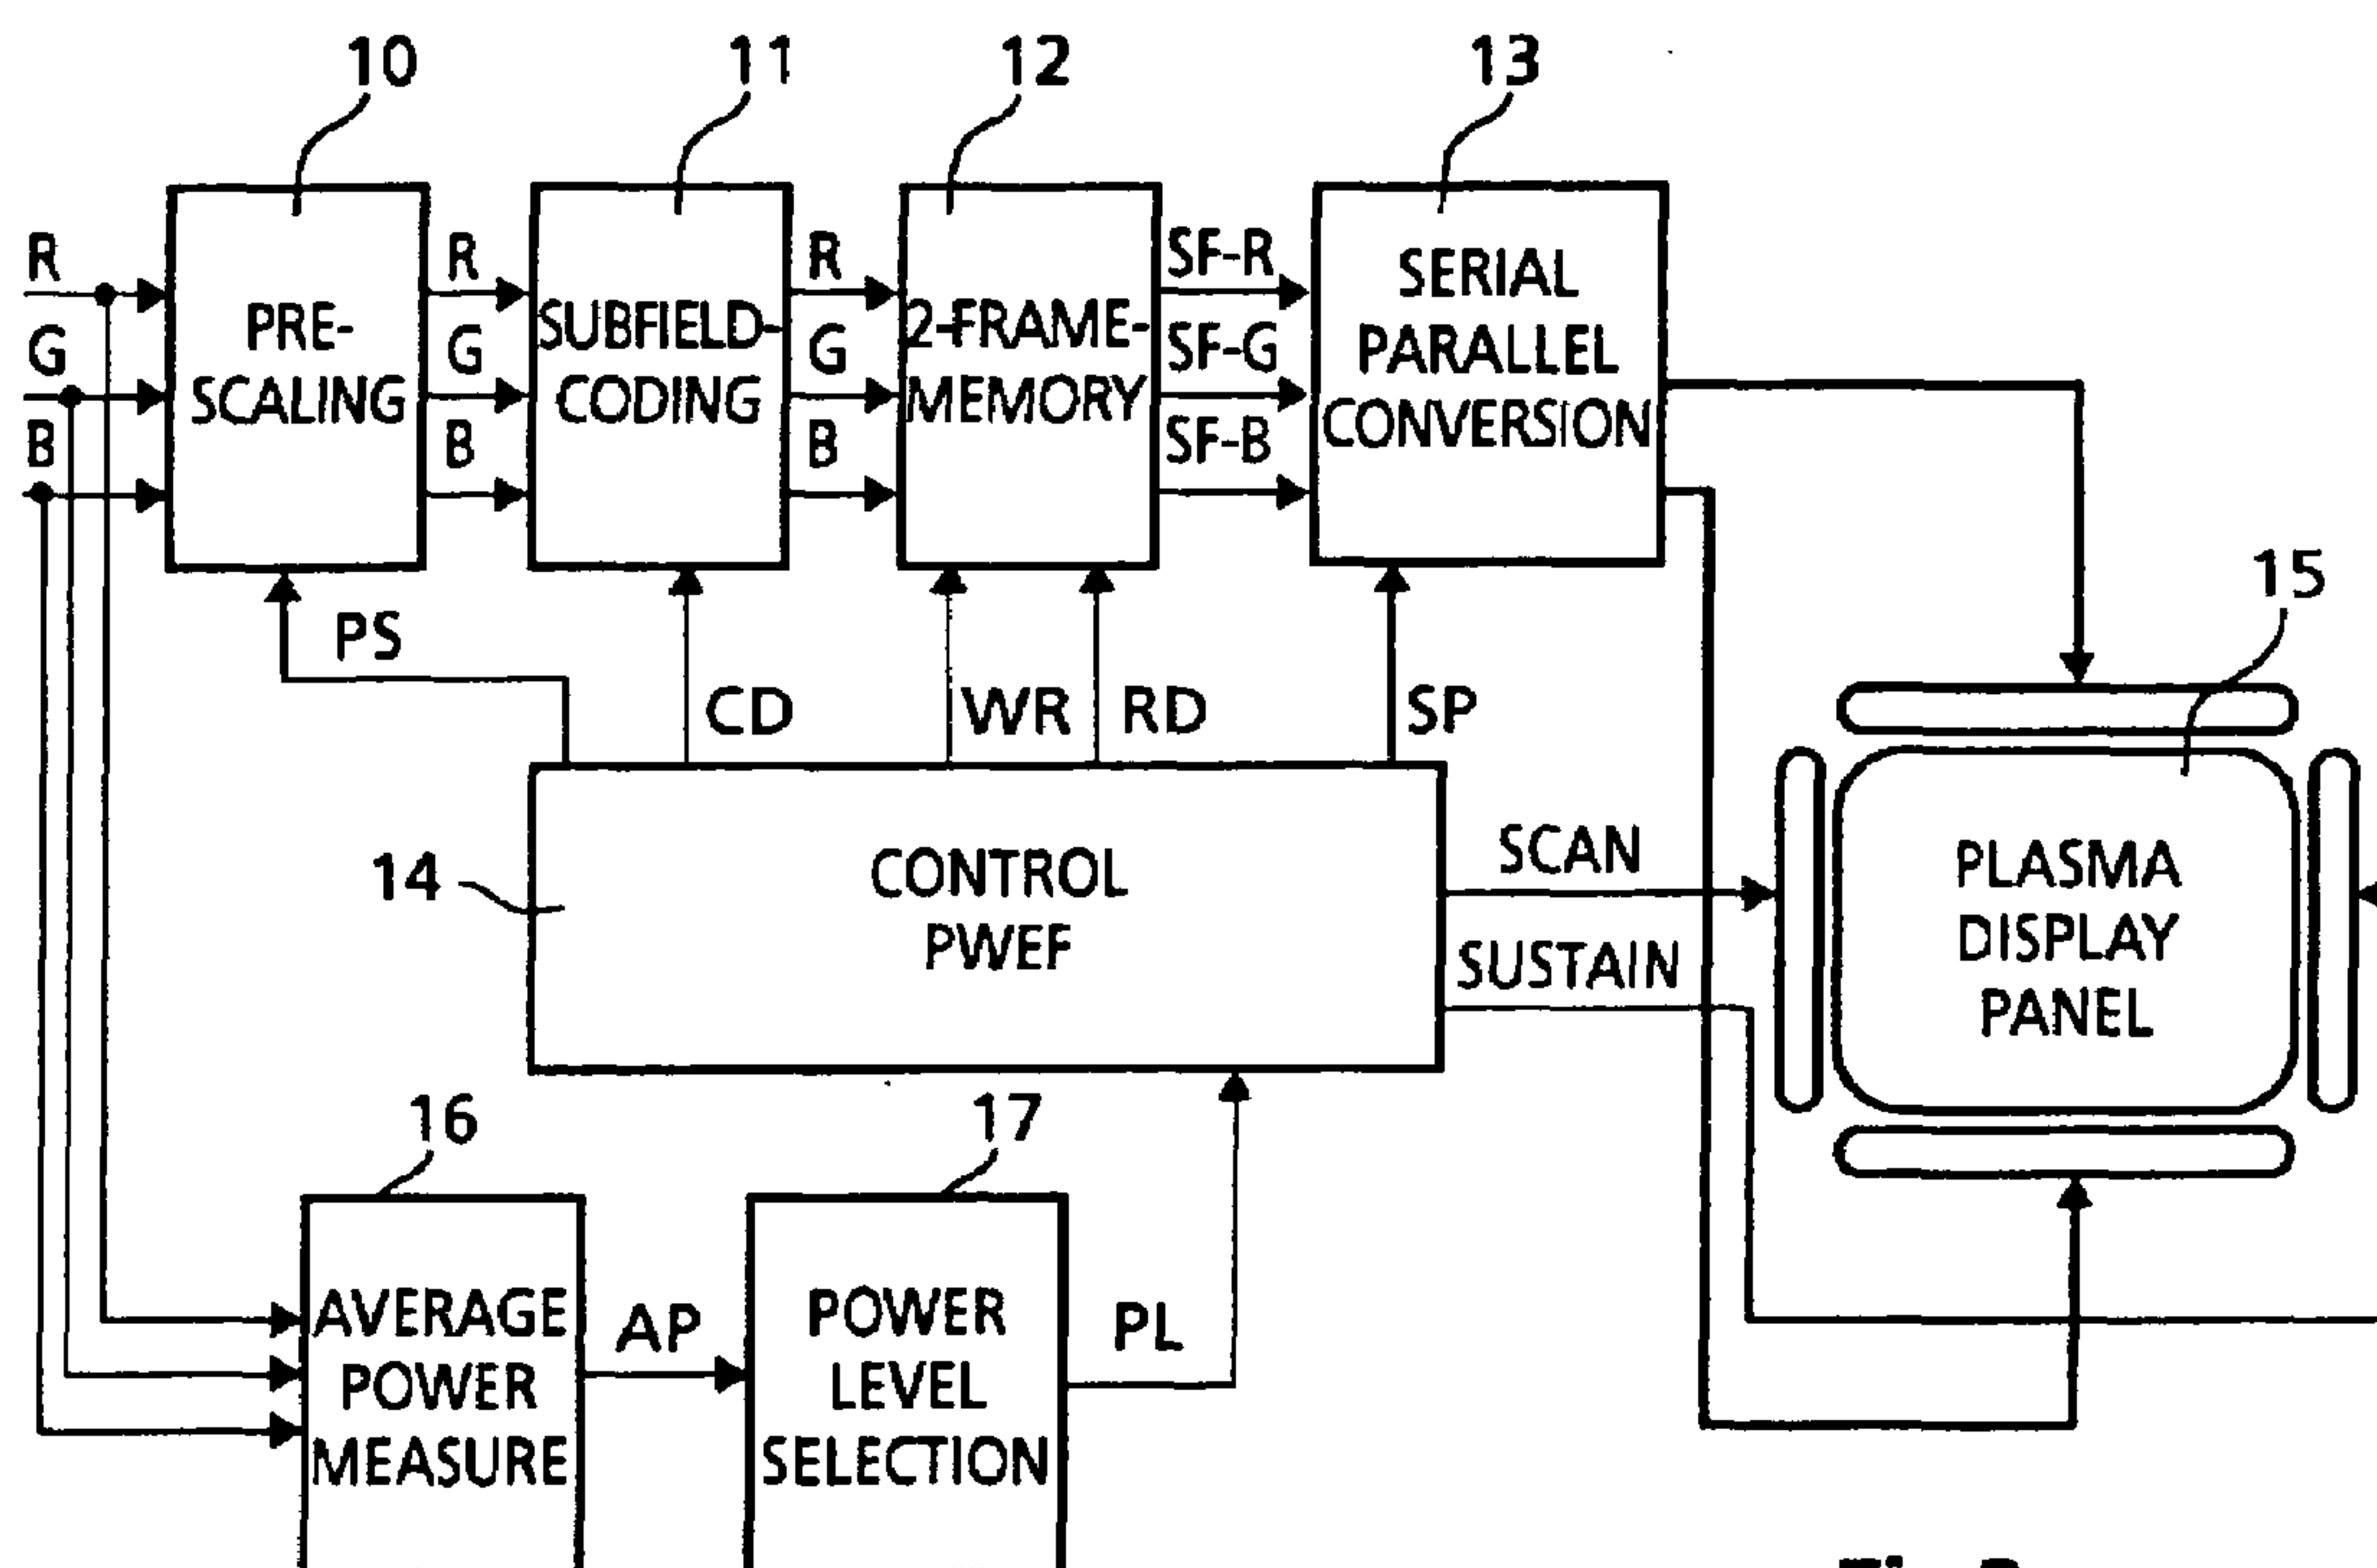 10
11
12
13
R
G
B
PRE-
SCALING
R
G
B
SUBFIELD-
CODING
R
G
B
2-FRAME-
MEMORY
SF-R
SF-G
SF-B
SERIAL
PARALLEL
CONVERSION
15
PS
CD
WR
RD
SP
14
CONTROL
PWEF
SCAN
SUSTAIN
PLASMA
DISPLAY
PANEL
16
17
AVERAGE
POWER
MEASURE
AP
POWER
LEVEL
SELECTION
PL